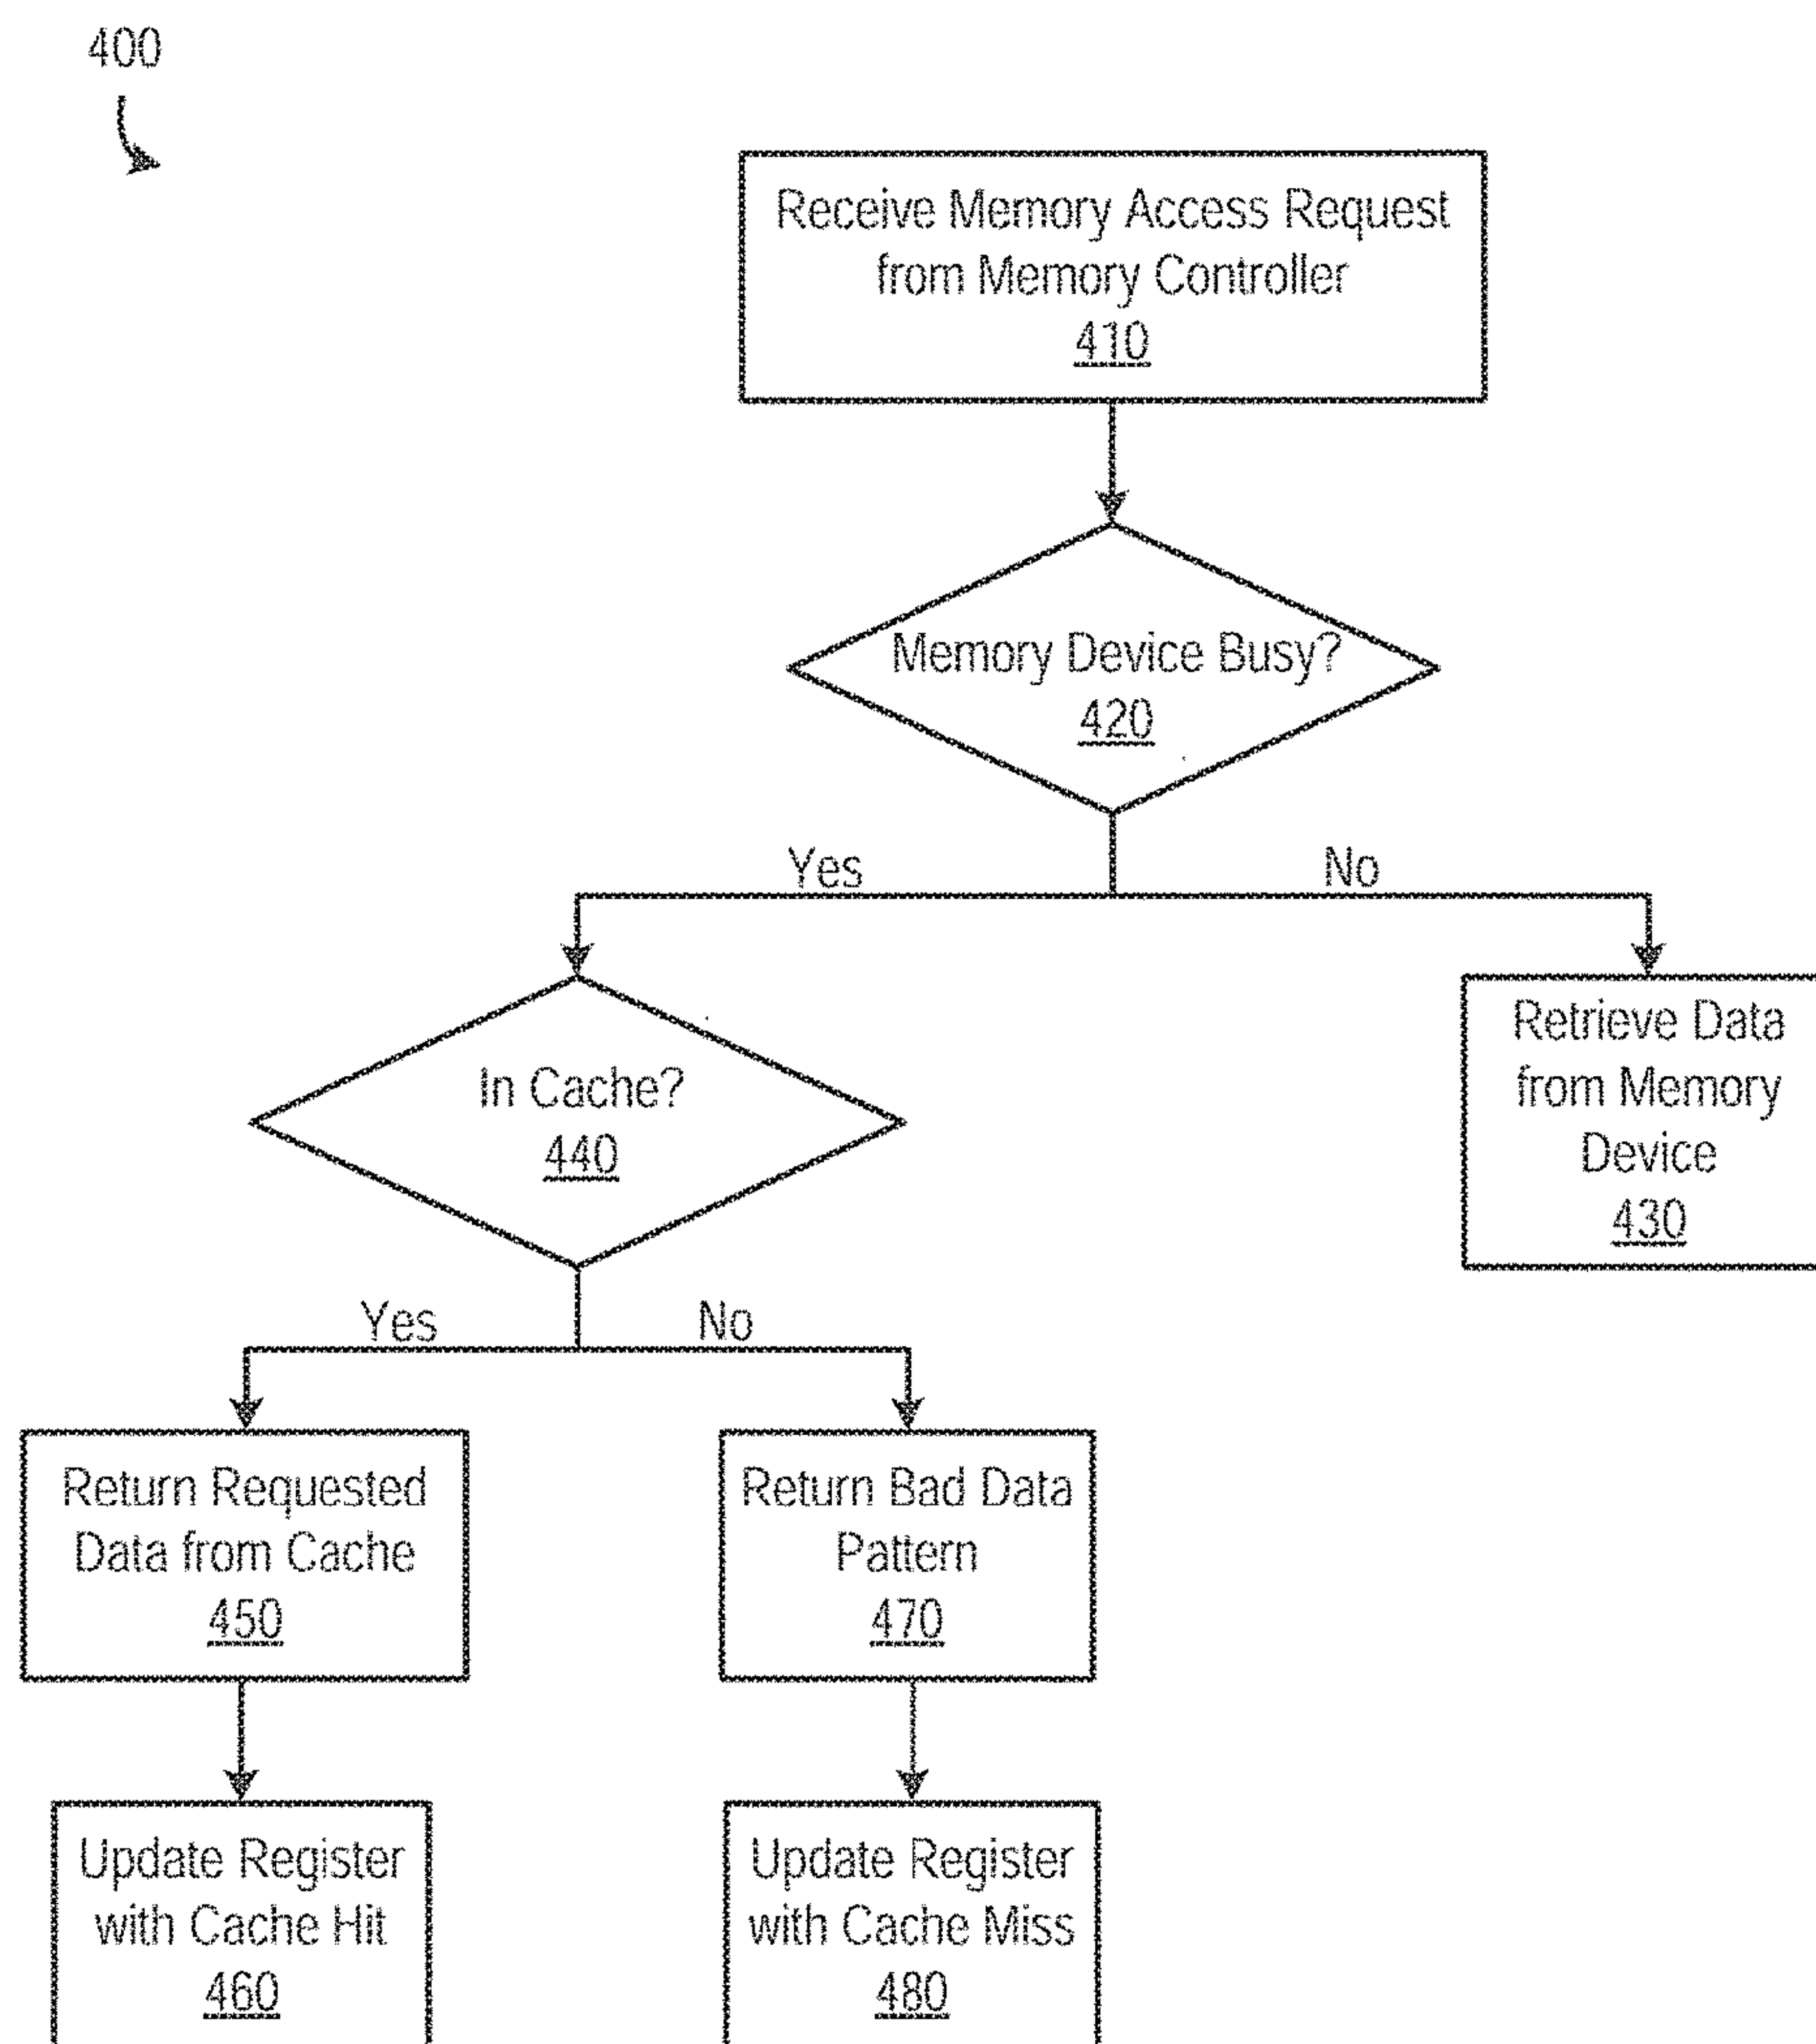 400
Receive Memory Access Request
from Memory Controller
410
Memory Device Busy?
420
Yes
No
In Cache?
440
Retrieve Data
from Memory
Device
430
Yes
No
Return Requested
Data from Cache
450
Return Bad Data
Pattern
470
Update Register
with Cache Hit
460
Update Register
with Cache Miss
480